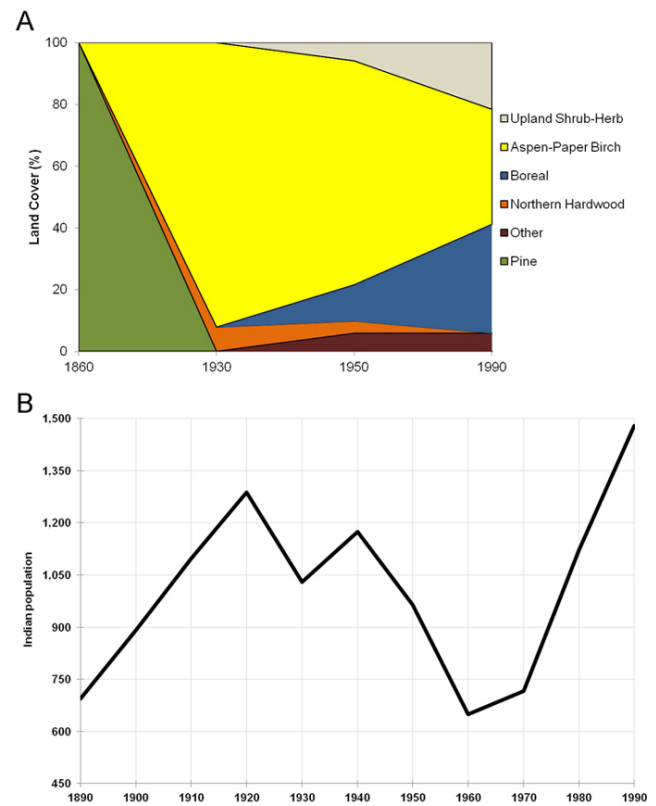 A
100
80
60
40
20
0
Land Cover (%)
1860
1930
1950
1990
Upland Shrub-Herb
Aspen-Paper Birch
Boreal
Northern Hardwood
Other
Pine
B
1,500
1,350
1,200
1,050
900
750
600
450
Indian population
1890
1900
1910
1920
1930
1940
1950
1960
1970
1980
1990